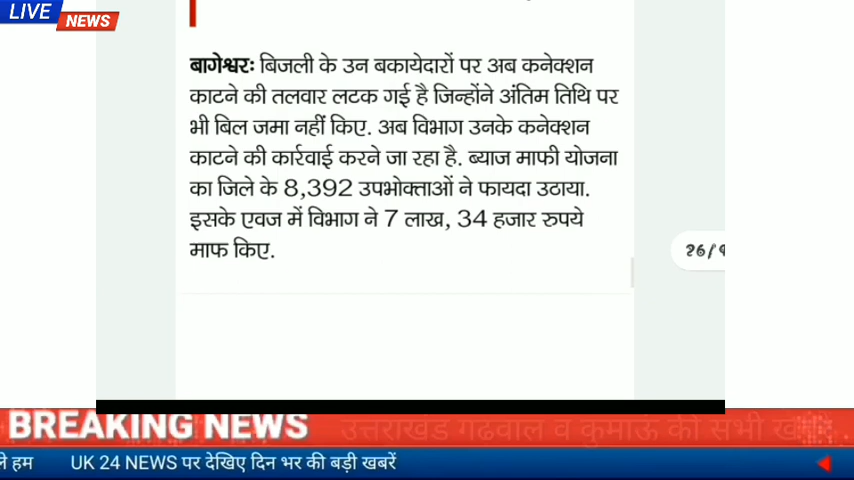 LIVE
NEWS
बागेश्वरः बिजली के उन बकायेदारों पर अब कनेक्शन
काटने की तलवार लटक गई है जिन्होंने अंतिम तिथि पर
भी बिल जमा नहीं किए. अब विभाग उनके कनेक्शन
काटने की कार्रवाई करने जा रहा है. ब्याज माफी योजना
का जिले के 8,392 उपभोक्ताओं ने फायदा उठाया.
इसके एवज में विभाग ने 7 लाख, 34 हजार रुपये
माफ किए.
BREAKING NEWS
उत्तराखंड गढवाल व कुमाऊं की सभी
हम UK 24 NEWS पर देखिए दिन भर की बड़ी खबरें